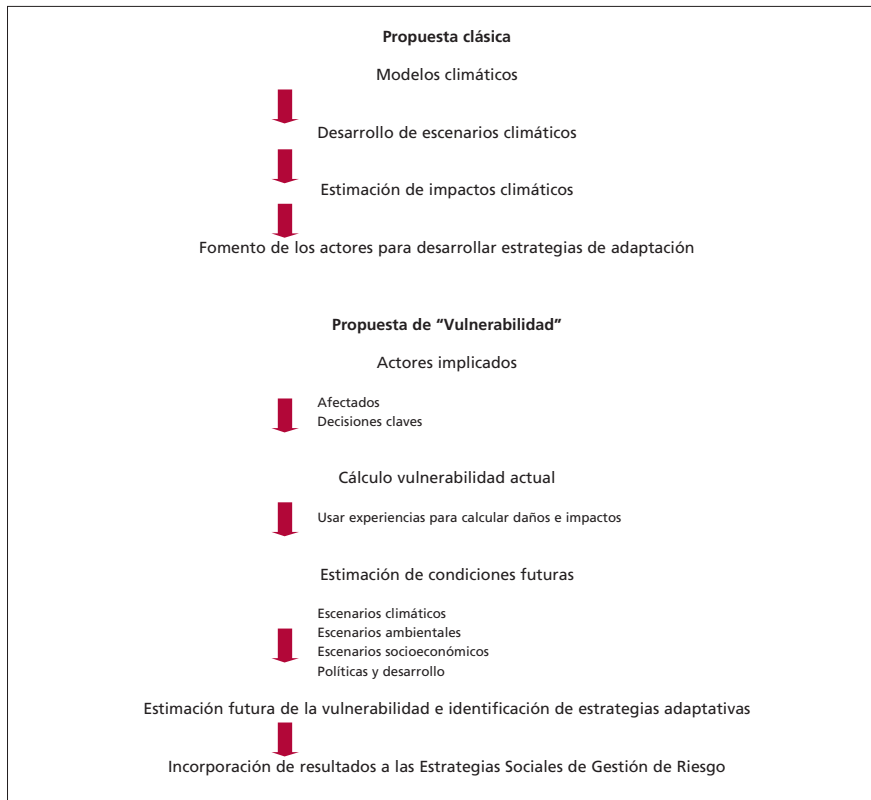 Propuesta clásica
Modelos climáticos
Desarrollo de escenarios climáticos
Estimación de impactos climáticos
Fomento de los actores para desarrollar estrategias de adaptación
Propuesta de “Vulnerabilidad”
Actores implicados
Afectados
Decisiones claves
Cálculo vulnerabilidad actual
Usar experiencias para calcular daños e impactos
Estimación de condiciones futuras
Escenarios climáticos
Escenarios ambientales
Escenarios socioeconómicos
Políticas y desarrollo
Estimación futura de la vulnerabilidad e identificación de estrategias adaptativas
Incorporación de resultados a las Estrategias Sociales de Gestión de Riesgo